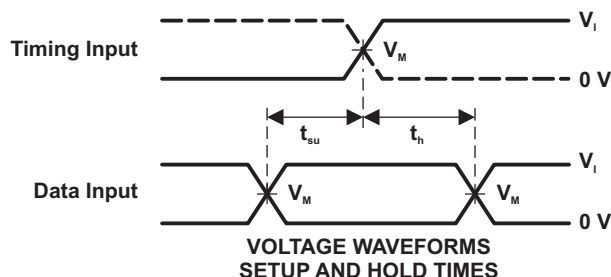 V_I
Timing Input
V_M
0 V
t_su
t_h
V_I
Data Input
V_M
V_M
0 V
VOLTAGE WAVEFORMS
SETUP AND HOLD TIMES